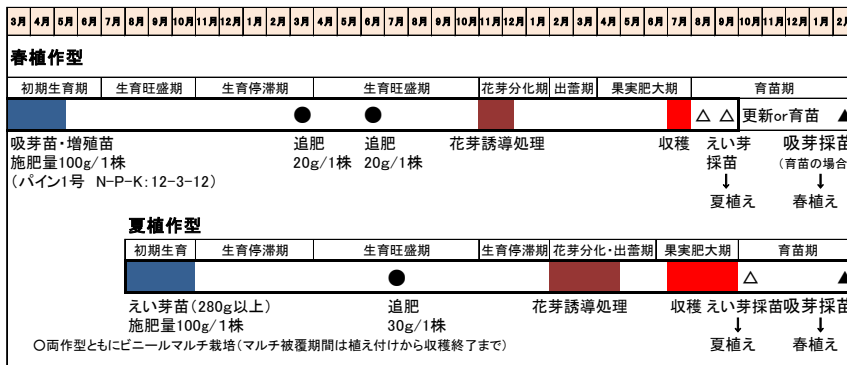 3月 4月 5月 6月 7月 8月 9月 10月 11月 12月 1月 2月 3月 4月 5月 6月 7月 8月 9月 10月 11月 12月 1月 2月 3月 4月 5月 6月 7月 8月 9月 10月 11月 12月 1月 2月
春植作型
初期生育期 生育旺盛期 生育停滞期 生育旺盛期 花芽分化期 出蕾期 果実肥大期 育苗期
● ● △ △ 更新or育苗 ▲
吸芽苗・増殖苗 追肥 追肥 花芽誘導処理 収穫 えい芽 吸芽採苗
施肥量100g/1株 20g/1株 20g/1株 採苗 (育苗の場合
(パイン1号 N-P-K:12-3-12) ↓ ↓
夏植え 春植え
夏植作型
初期生育 生育停滞期 生育旺盛期 生育停滞期 花芽分化・出蕾期 果実肥大期 育苗期
● △ ▲
えい芽苗(280g以上) 追肥 花芽誘導処理 収穫 えい芽採苗 吸芽採苗
施肥量100g/1株 30g/1株 ↓ ↓
〇両作型ともにビニールマルチ栽培(マルチ被覆期間は植え付けから収穫終了まで) 夏植え 春植え